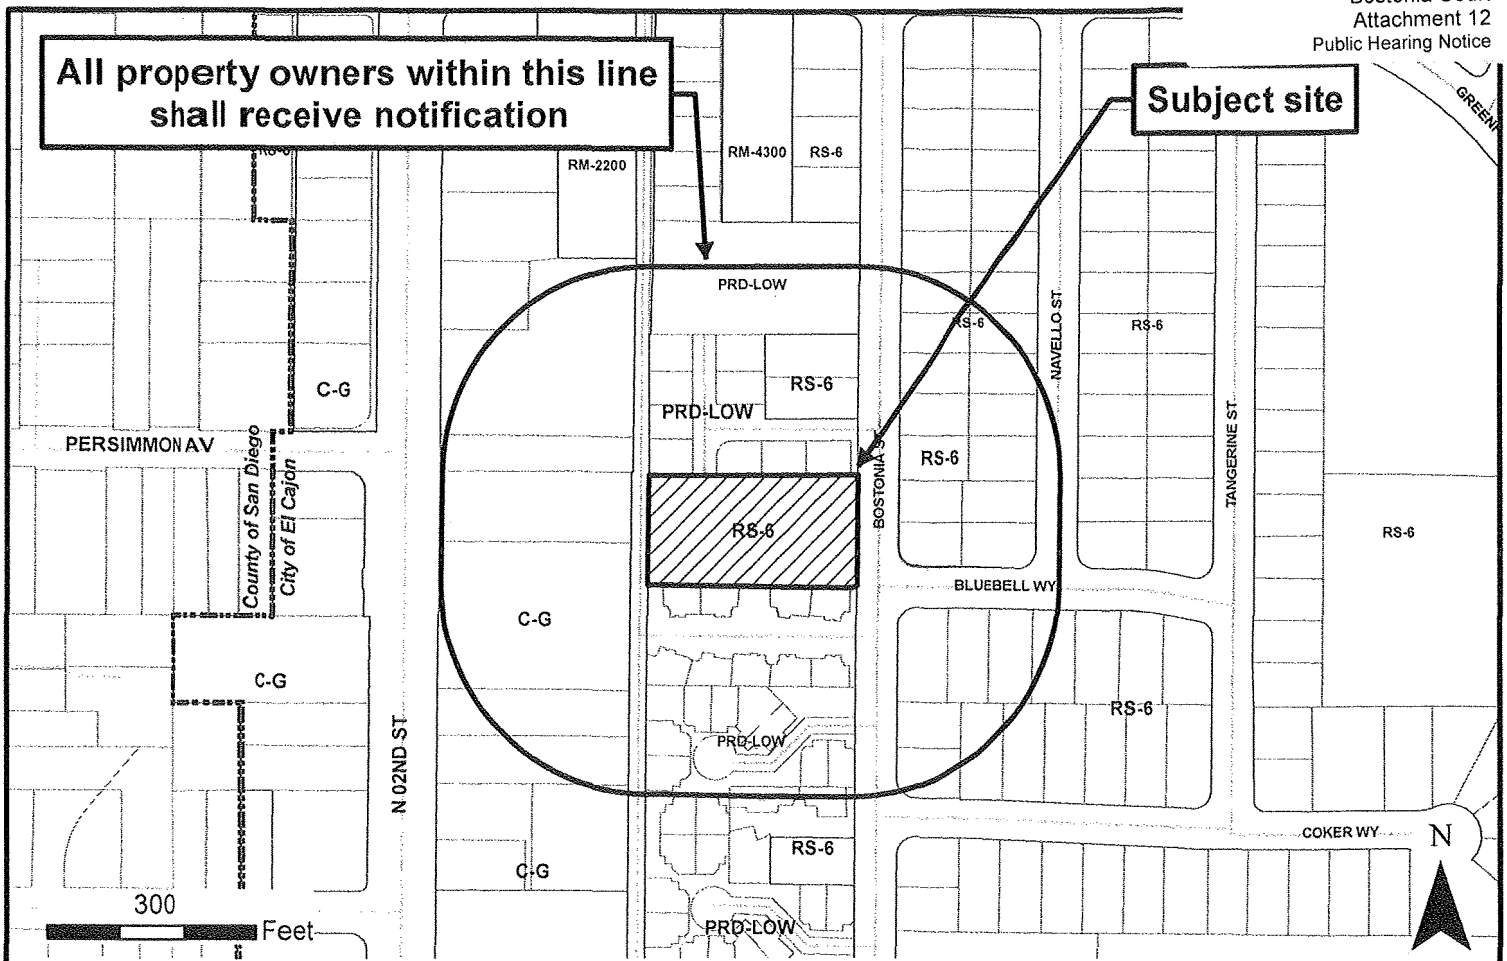 Attachment 12
Public Hearing Notice
All property owners within this line
shall receive notification
Subject site
RM-2200
RM-4300
RS-6
PRD-LOW
RS-6
NAVELLO ST
RS-6
C-G
RS-6
PRD-LOW
PERSIMMON AV
County of San Diego
City of El Cajon
RS-6
BOSTONIA ST
TANGERINE ST
RS-6
RS-6
BLUEBELL WY
C-G
C-G
RS-6
PRD-LOW
N 02ND ST
COKER WY
N
RS-6
C-G
300
Feet
PRD-LOW